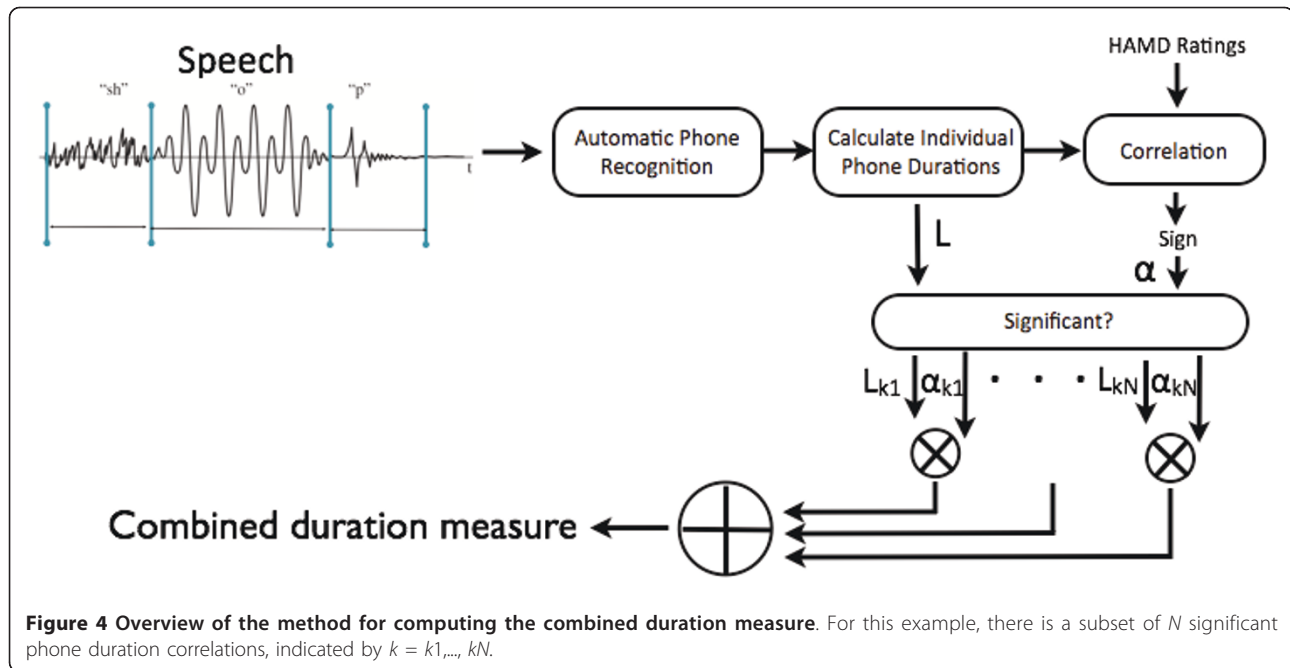 Speech
“sh” “o” “p”
t
HAMD Ratings
Automatic Phone
Recognition
Calculate Individual
Phone Durations
Correlation
L
Sign
α
Significant?
Lk1 αk1 · · · LkN αkN
Combined duration measure
Figure 4 Overview of the method for computing the combined duration measure. For this example, there is a subset of N significant
phone duration correlations, indicated by k = k1,..., kN.